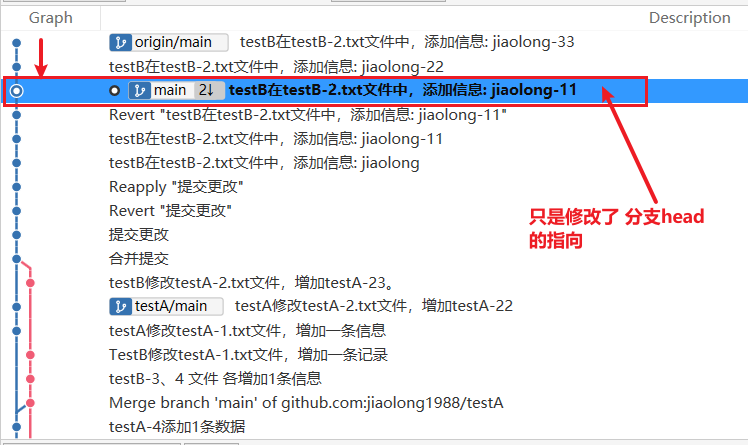 Graph Description
origin/main testB在testB-2.txt文件中，添加信息: jiaolong-33
testB在testB-2.txt文件中，添加信息: jiaolong-22
main 2↓ testB在testB-2.txt文件中，添加信息: jiaolong-11
Revert "testB在testB-2.txt文件中，添加信息: jiaolong-11"
testB在testB-2.txt文件中，添加信息: jiaolong-11
testB在testB-2.txt文件中，添加信息: jiaolong
Reapply "提交更改"
Revert "提交更改"
只是修改了 分支head
的指向
提交更改
合并提交
testB修改testA-2.txt文件，增加testA-23。
testA/main testA修改testA-2.txt文件，增加testA-22
testA修改testA-1.txt文件，增加一条信息
TestB修改testA-1.txt文件，增加一条记录
testB-3、4 文件 各增加1条信息
Merge branch 'main' of github.com:jiaolong1988/testA
testA-4添加1条数据